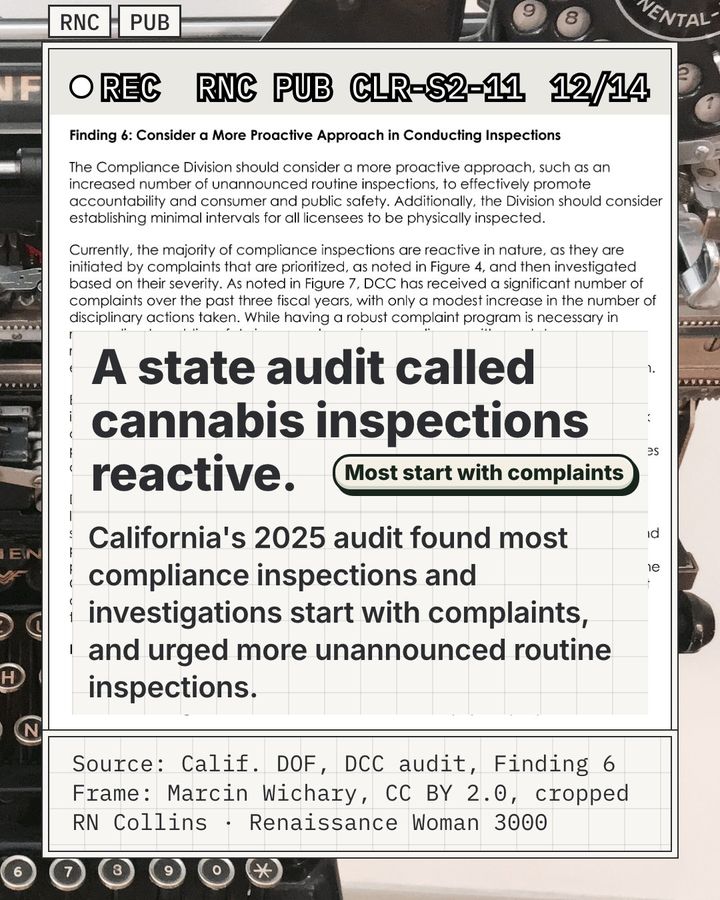 RNC PUB
REC RNC PUB CLR-S2-11 12/14
Finding 6: Consider a More Proactive Approach in Conducting Inspections
The Compliance Division should consider a more proactive approach, such as an
increased number of unannounced routine inspections, to effectively promote
accountability and consumer and public safety. Additionally, the Division should consider
establishing minimal intervals for all licensees to be physically inspected.
Currently, the majority of compliance inspections are reactive in nature, as they are
initiated by complaints that are prioritized, as noted in Figure 4, and then investigated
based on their severity. As noted in Figure 7, DCC has received a significant number of
complaints over the past three fiscal years, with only a modest increase in the number of
disciplinary actions taken. While having a robust complaint program is necessary in
A state audit called
cannabis inspections
reactive.
Most start with complaints
California's 2025 audit found most
compliance inspections and
investigations start with complaints,
and urged more unannounced routine
inspections.
Source: Calif. DOF, DCC audit, Finding 6
Frame: Marcin Wichary, CC BY 2.0, cropped
RN Collins · Renaissance Woman 3000
9 8
NENTAL
2
H
N
6 7 8 9 0